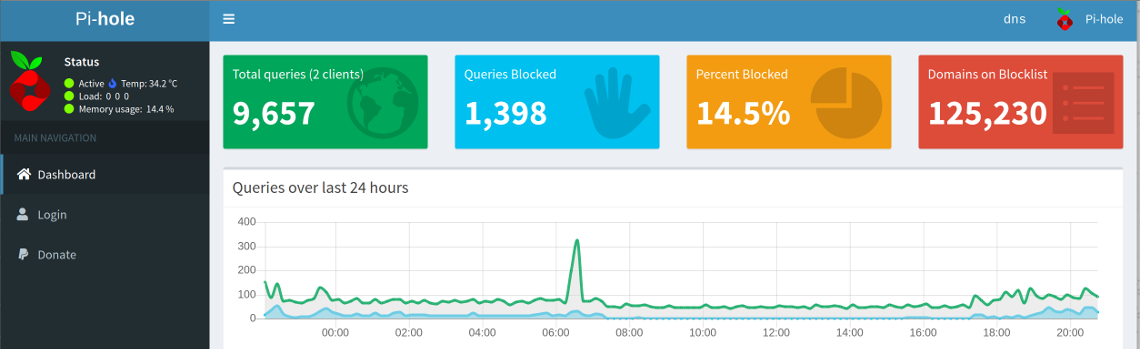 Pi-hole
dns
Pi-hole
Status
Active Temp: 34.2 °C
Load: 0 0 0
Memory usage: 14.4 %
MAIN NAVIGATION
Dashboard
Login
Donate
Total queries (2 clients)
9,657
Queries Blocked
1,398
Percent Blocked
14.5%
Domains on Blocklist
125,230
Queries over last 24 hours
400
300
200
100
0
00:00 02:00 04:00 06:00 08:00 10:00 12:00 14:00 16:00 18:00 20:00